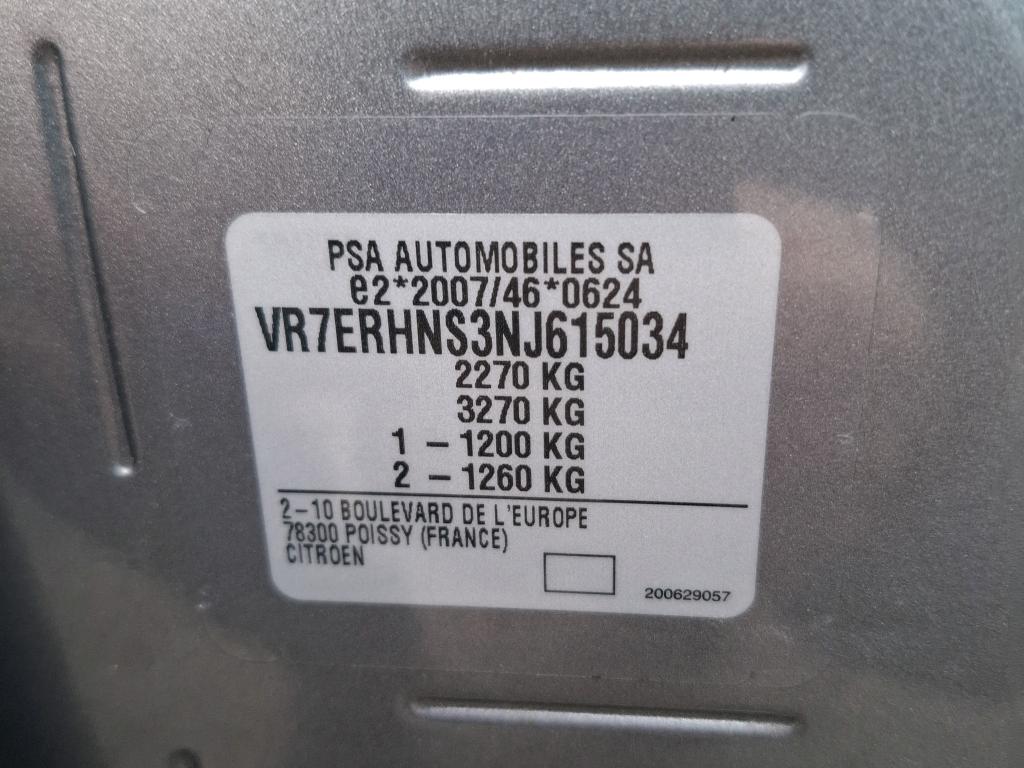 PSA AUTOMOBILES SA
e2*2007/46*0624
VR7ERHNS3NJ615034
2270 KG
3270 KG
1 - 1200 KG
2 - 1260 KG
2-10 BOULEVARD DE L'EUROPE
78300 POISSY (FRANCE)
CITROEN
200629057